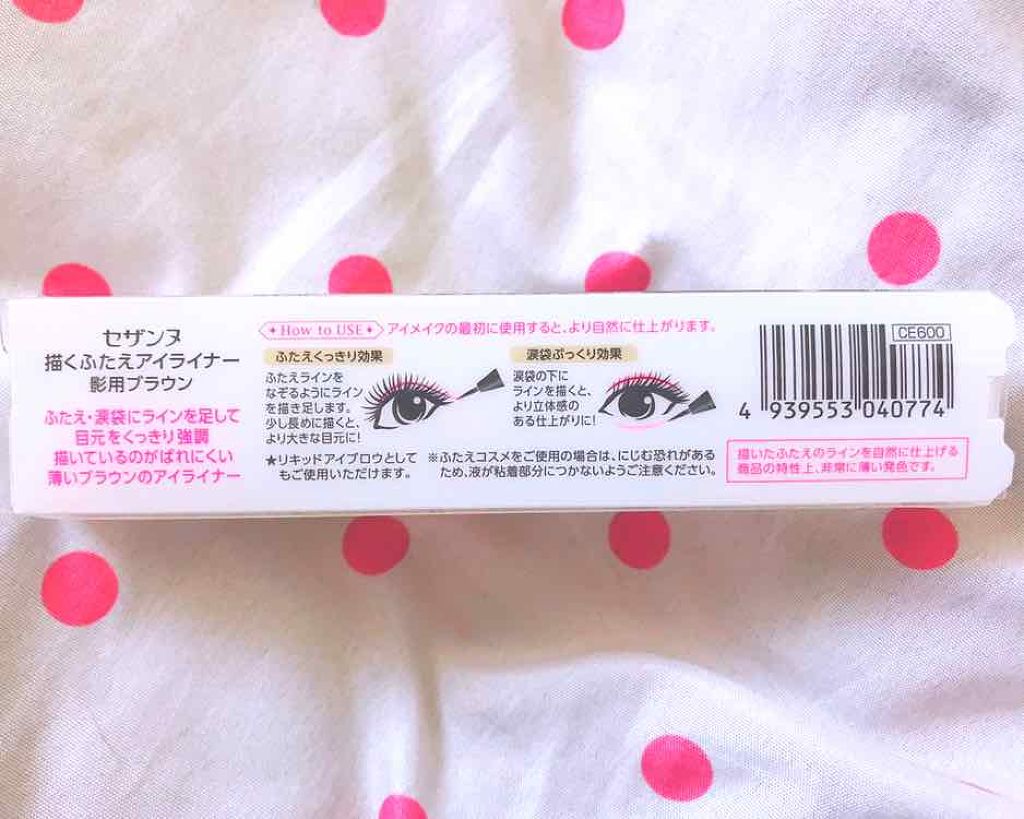 セザンヌ
描くふたえアイライナー
影用ブラウン
ふたえ・涙袋にラインを足して
目元をくっきり強調
描いているのがばれにくい
薄いブラウンのアイライナー
How to USE アイメイクの最初に使用すると、より自然に仕上がります。
ふたえくっきり効果
ふたえラインを
なぞるようにライン
を描き足します。
少し長めに描くと、
より大きな目元に!
★リキッドアイブロウとして
もご使用いただけます。
涙袋ぷっくり効果
涙袋の下に
ラインを描くと、
より立体感の
ある仕上がりに!
※ふたえコスメをご使用の場合は、にじむ恐れがある
ため、液が粘着部分につかないようご注意ください。
CE600
4 939553 040774
描いたふたえのラインを自然に仕上げる
商品の特性上、非常に薄い発色です。